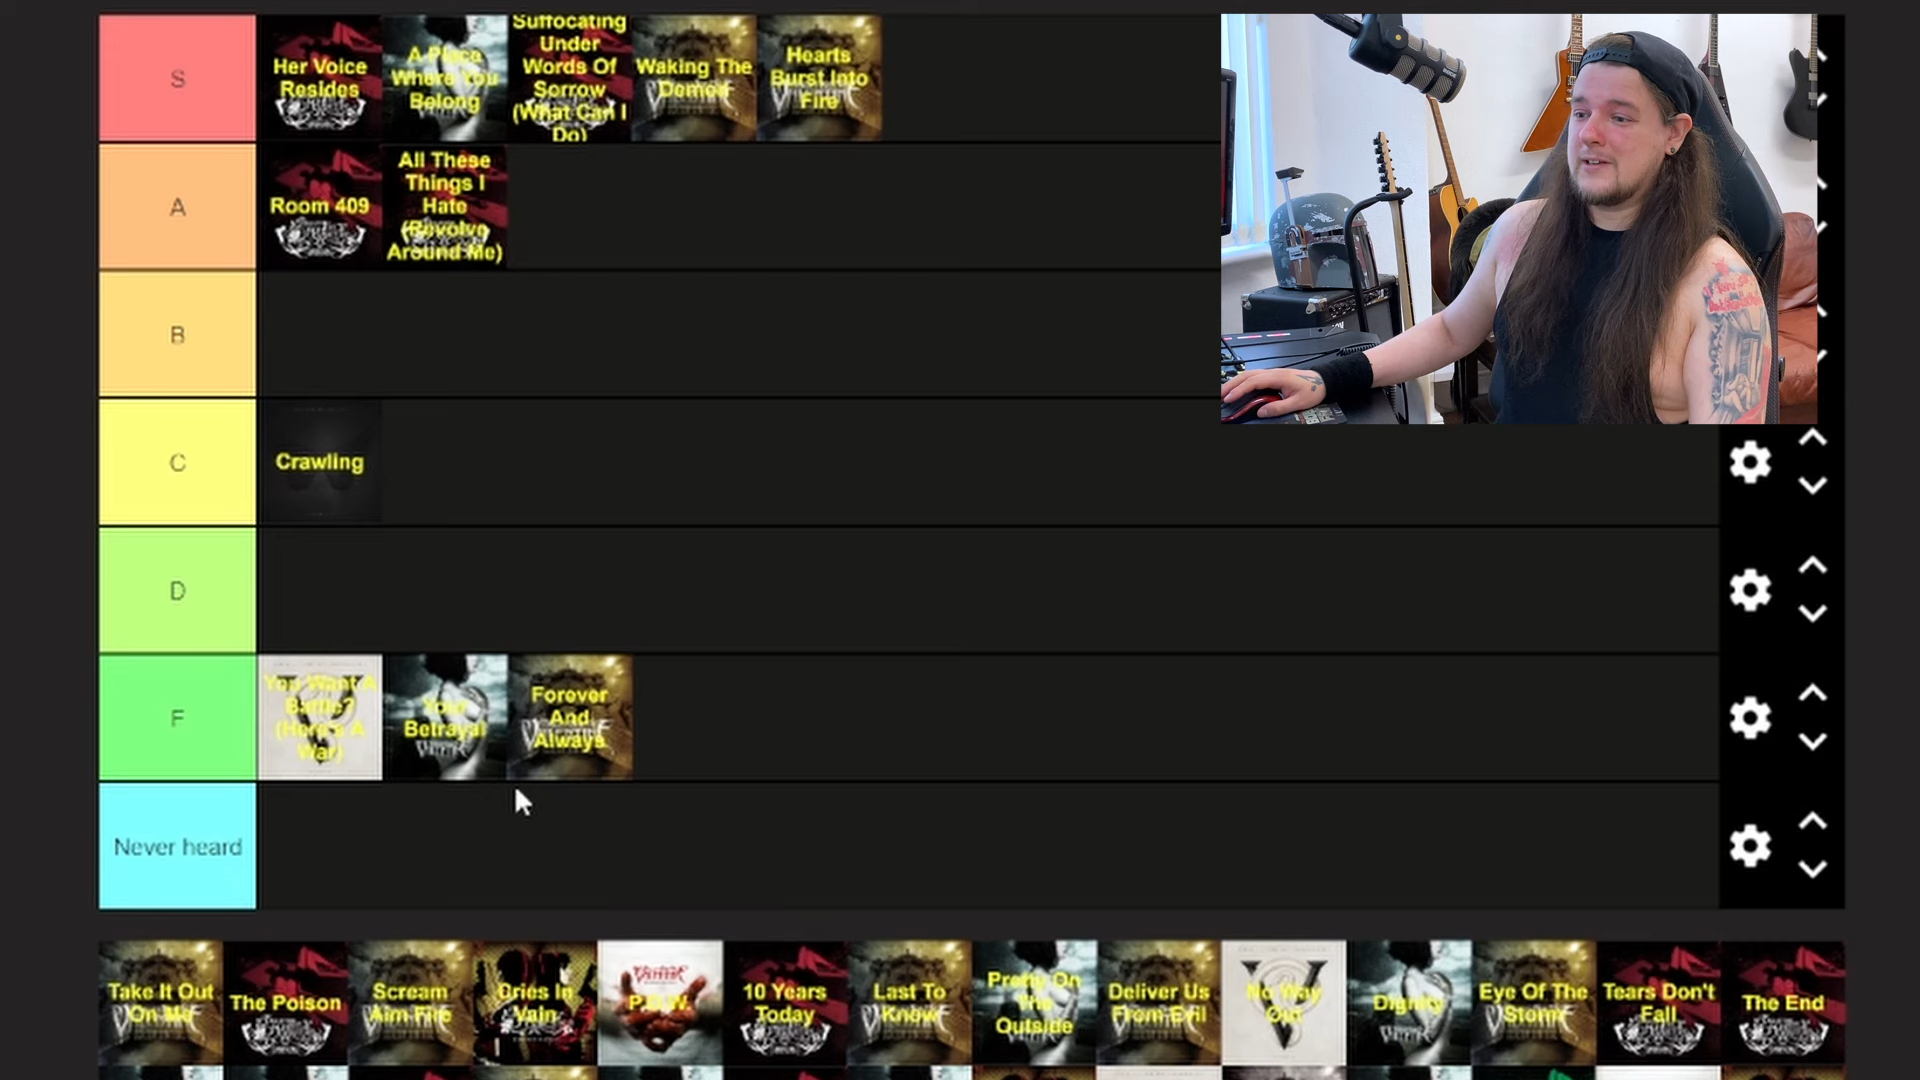 S
Her Voice
Resides
A Place
Where You
Belong
Suffocating
Under
Words Of
Sorrow
(What Can I
Do)
Waking The
Demon
Hearts
Burst Into
Fire
A
Room 409
All These
Things I
Hate
(Revolve
Around Me)
B
C
Crawling
D
F
You Want A
Battle?
(Here's A
War)
Your
Betrayal
Forever
And
Always
Never heard
Take It Out
On Me
The Poison
Scream
Aim Fire
Cries In
Vain
P.O.W.
10 Years
Today
Last To
Know
Pretty On
The
Outside
Deliver Us
From Evil
No Way
Out
Dignity
Eye Of The
Storm
Tears Don't
Fall
The End